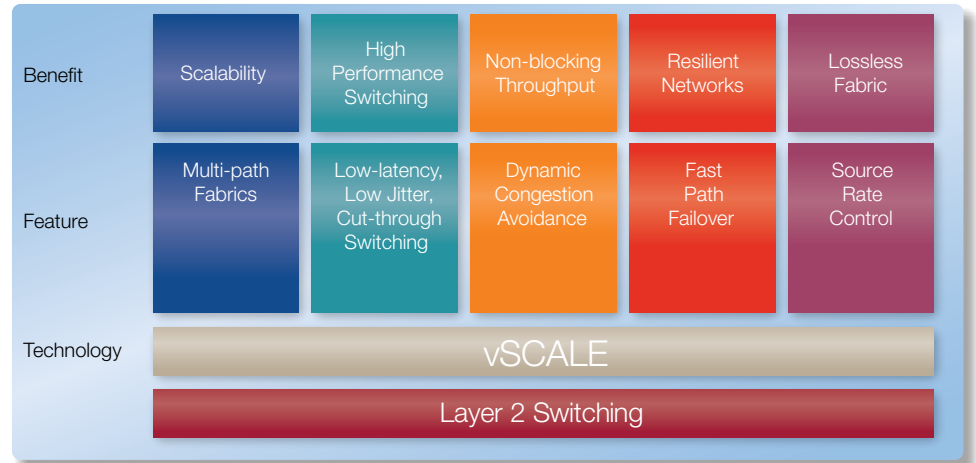 Benefit
Scalability
High
Performance
Switching
Non-blocking
Throughput
Resilient
Networks
Lossless
Fabric
Feature
Multi-path
Fabrics
Low-latency,
Low Jitter,
Cut-through
Switching
Dynamic
Congestion
Avoidance
Fast
Path
Failover
Source
Rate
Control
Technology
vSCALE
Layer 2 Switching